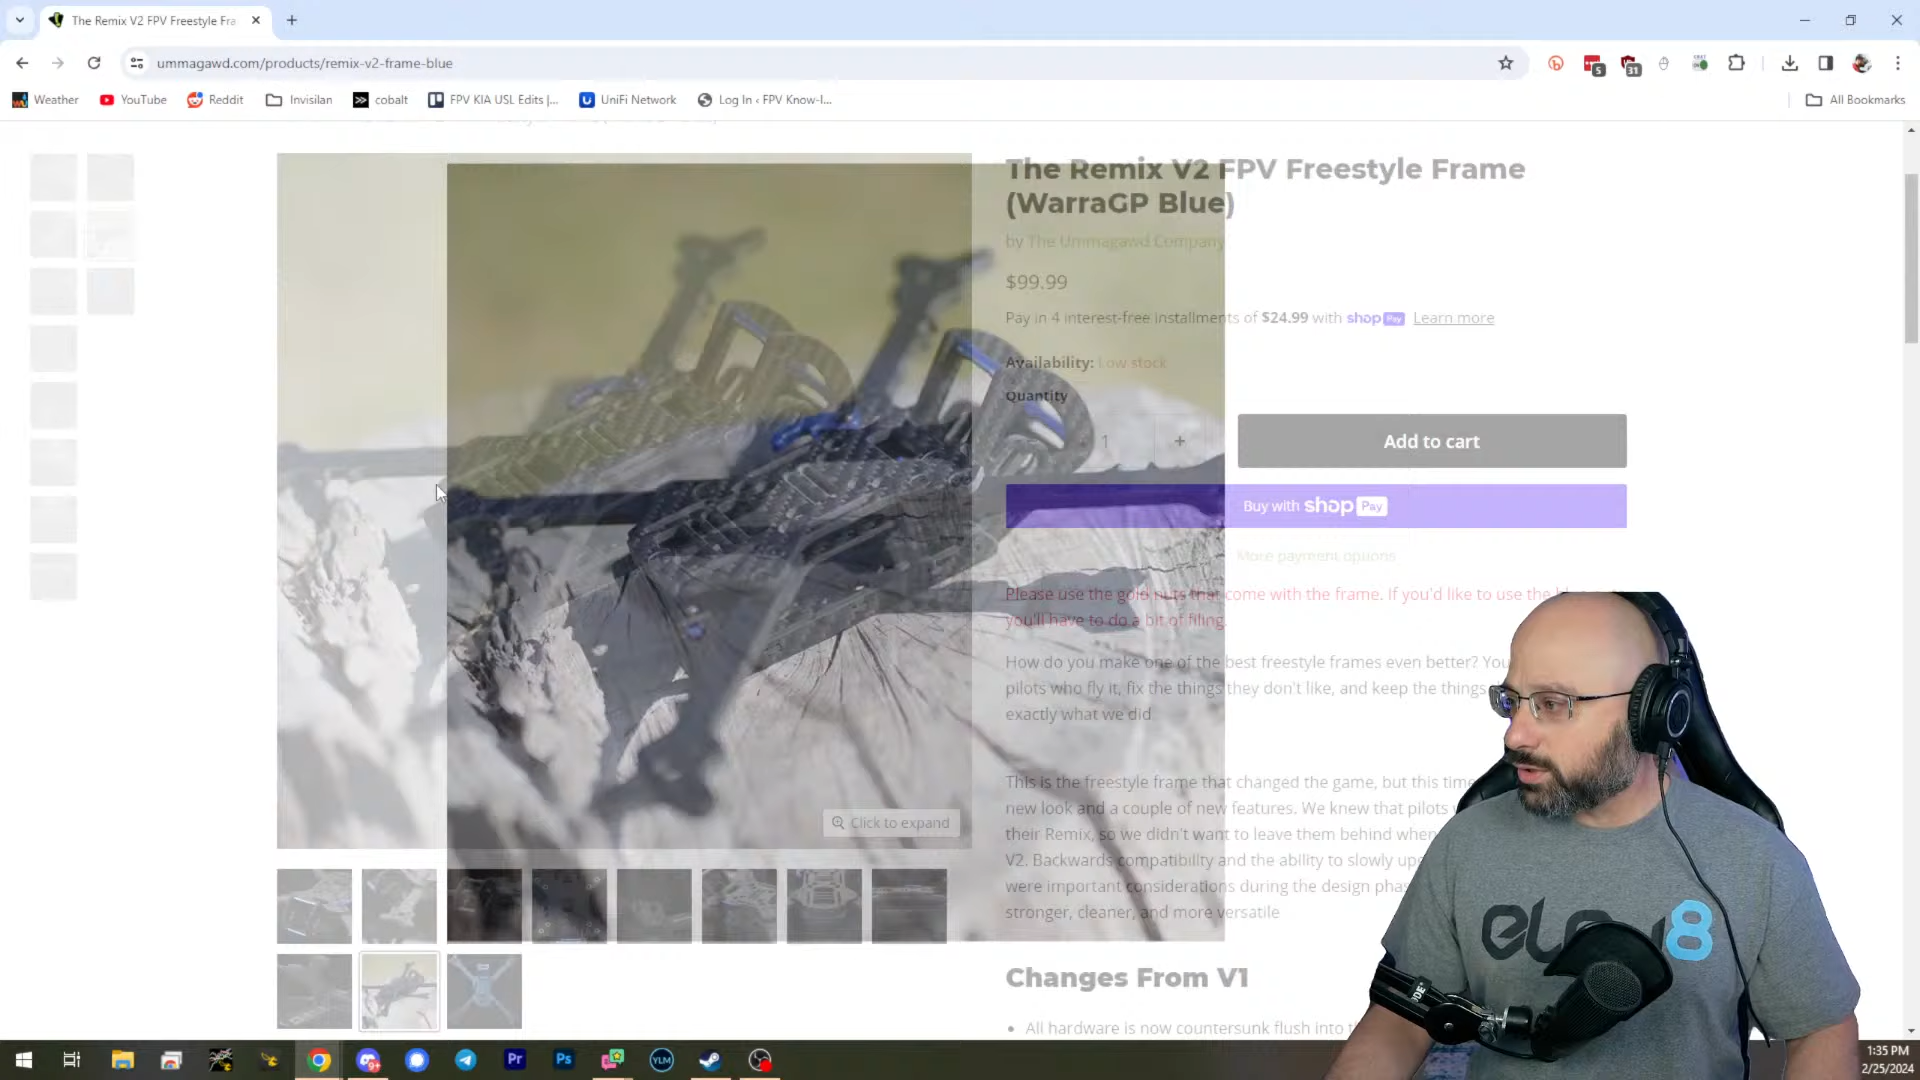 The Remix V2 FPV Freestyle Fra
ummagawd.com/products/remix-v2-frame-blue
5
31
Weather
YouTube
Reddit
Invisilan
cobalt
FPV KIA USL Edits |...
UniFi Network
Log In ‹ FPV Know-I...
All Bookmarks
The Remix V2 FPV Freestyle Frame
(WarraGP Blue)
by The Ummagawd Company
$99.99
Pay in 4 interest-free installments of $24.99 with shop Pay Learn more
Availability: Low stock
Quantity
1
+
Add to cart
Buy with shop Pay
More payment options
Please use the gold nuts that come with the frame. If you'd like to use the
you'll have to do a bit of filing.
How do you make one of the best freestyle frames even better? You
pilots who fly it, fix the things they don't like, and keep the things
exactly what we did
This is the freestyle frame that changed the game, but this time
new look and a couple of new features. We knew that pilots
their Remix, so we didn't want to leave them behind when
V2. Backwards compatibility and the ability to slowly
were important considerations during the design
stronger, cleaner, and more versatile
Click to expand
Changes From V1
• All hardware is now countersunk flush into
elev8
Pr
Ps
YLM
1:35 PM
2/25/2024